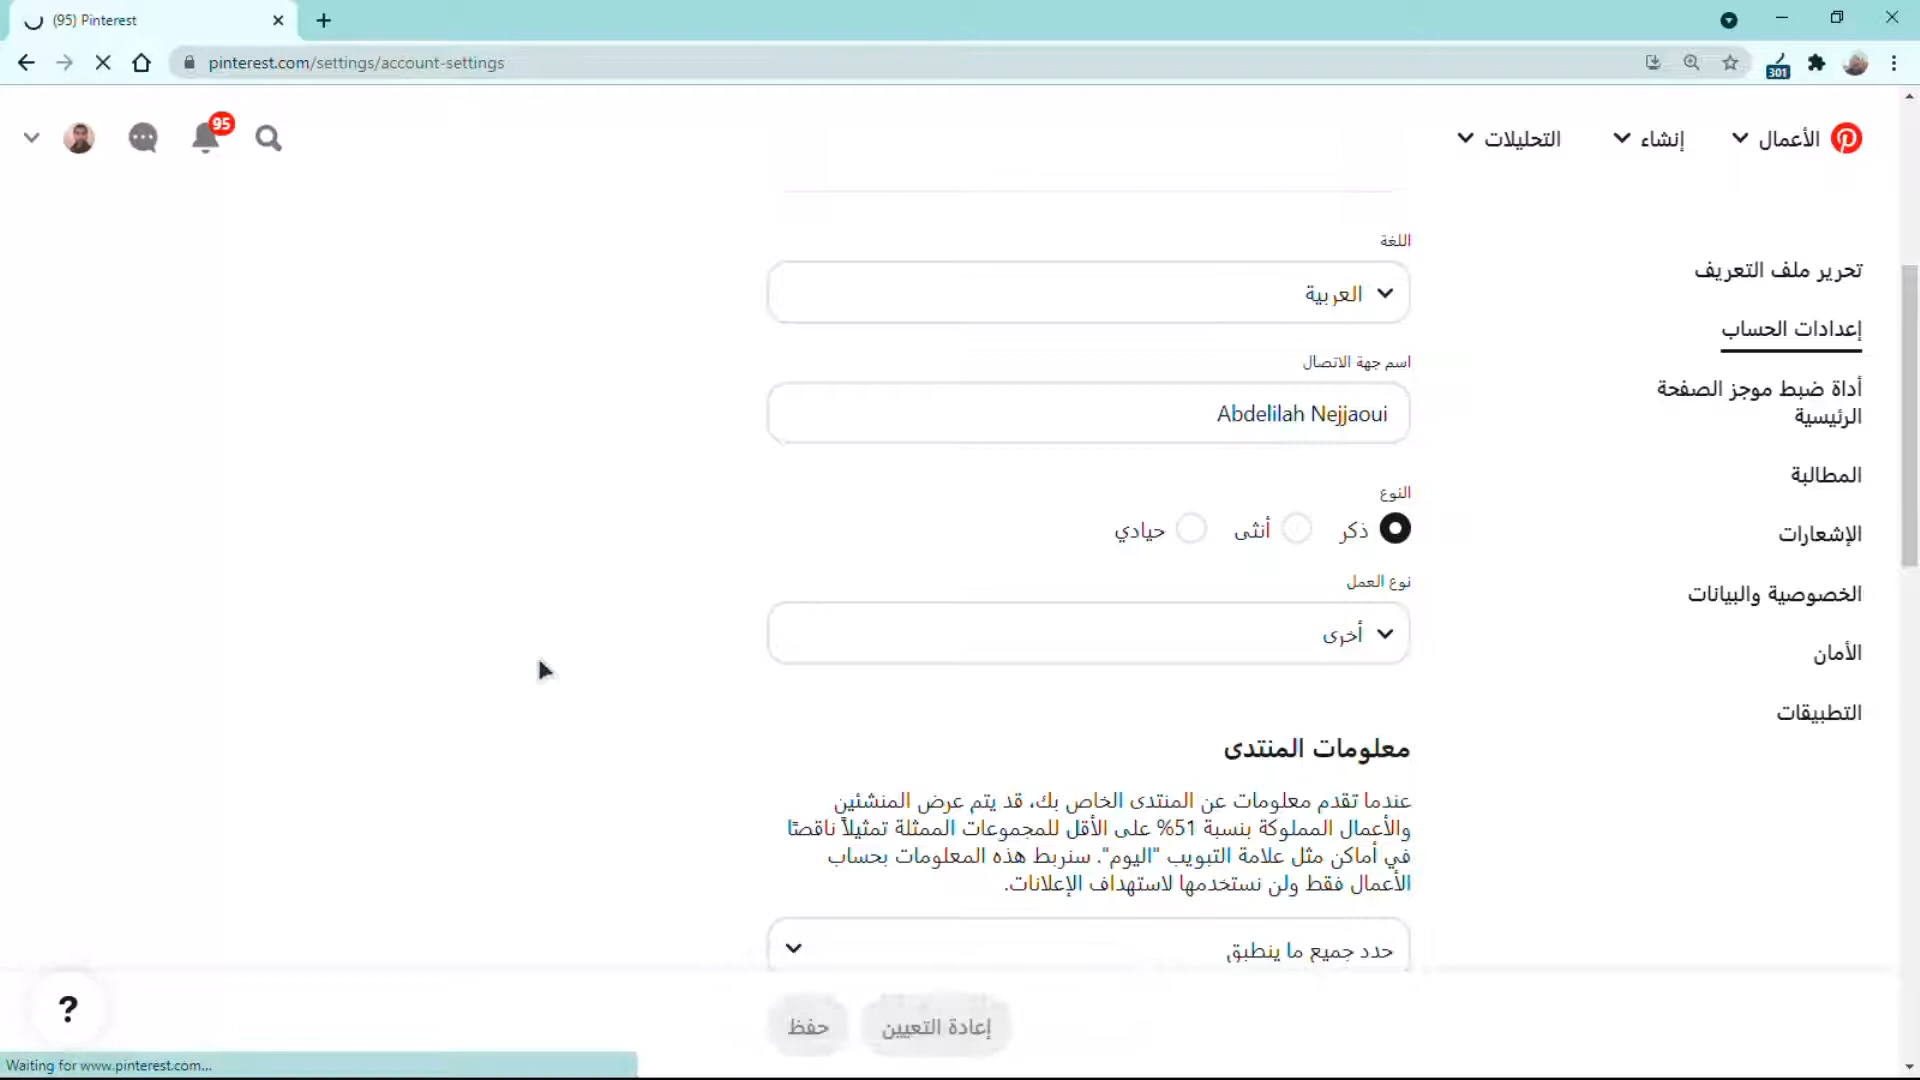 (95) Pinterest
pinterest.com/settings/account-settings
301
الأعمال
إنشاء
التحليلات
95
اللغة
العربية
اسم جهة الاتصال
Abdelilah Nejjaoui
النوع
ذكر
أنثى
حيادي
نوع العمل
أخرى
معلومات المنتدى
عندما تقدم معلومات عن المنتدى الخاص بك، قد يتم عرض المنشئين
والأعمال المملوكة بنسبة 51% على الأقل للمجموعات الممثلة تمثيلاً ناقصًا
في أماكن مثل علامة التبويب "اليوم". سنربط هذه المعلومات بحساب
الأعمال فقط ولن نستخدمها لاستهداف الإعلانات.
حدد جميع ما ينطبق
إعادة التعيين
حفظ
تحرير ملف التعريف
إعدادات الحساب
أداة ضبط موجز الصفحة
الرئيسية
المطالبة
الإشعارات
الخصوصية والبيانات
الأمان
التطبيقات
?
Waiting for www.pinterest.com...